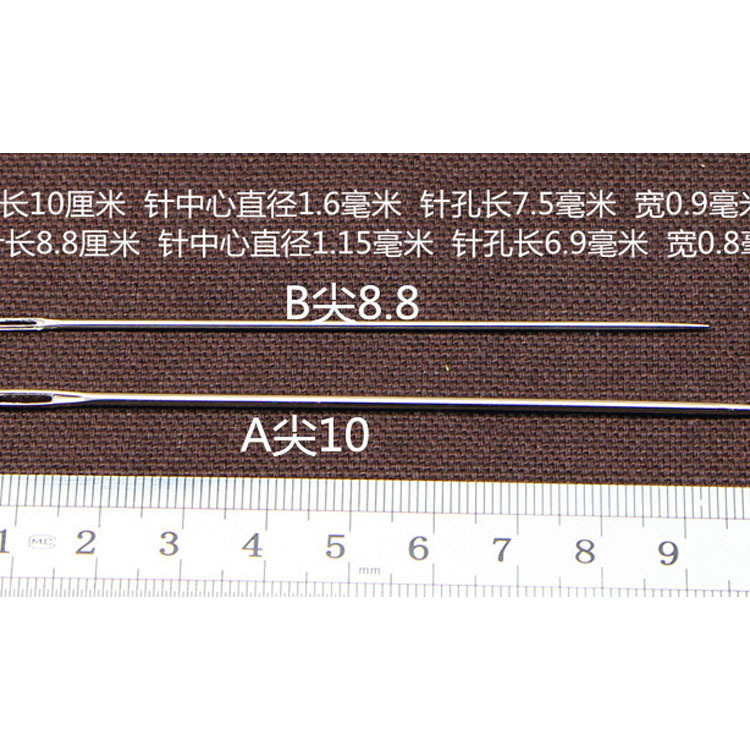 长10厘米 针中心直径1.6毫米 针孔长7.5毫米 宽0.9毫米
长8.8厘米 针中心直径1.15毫米 针孔长6.9毫米 宽0.8毫
B尖8.8
A尖10
1 MC 2 3 4 5 mm 6 7 8 9